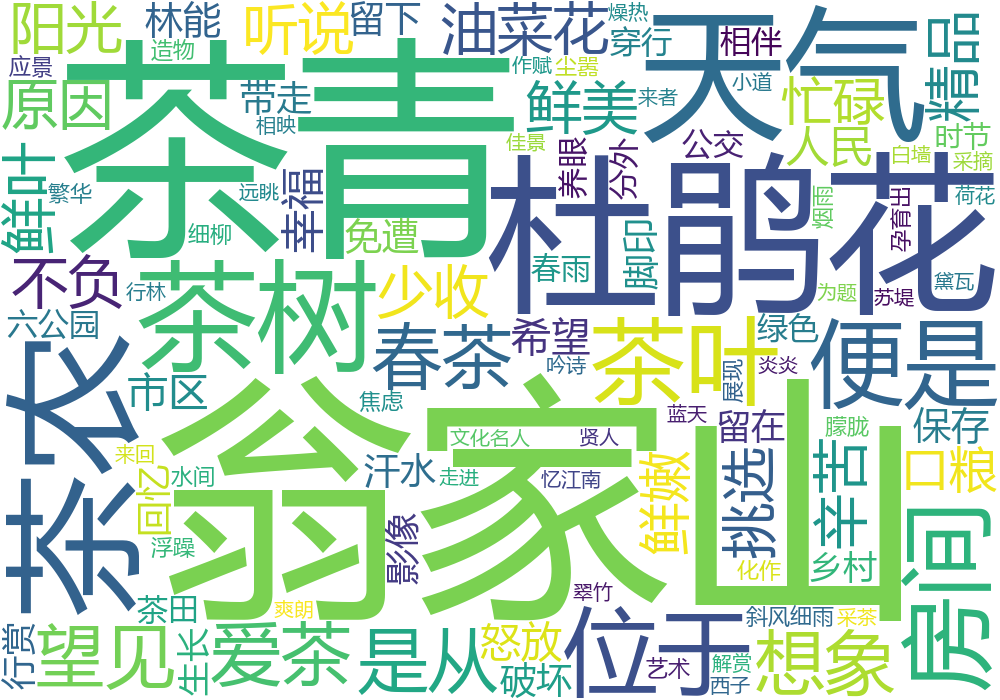 阳光
林能
听说
留下
油菜花
燥热
穿行
相伴
天气
精品
应景
造物
原因
茶青
带走
相映
作赋
尘嚣
鲜美
来者
小道
忙碌
人民
时节
佳景
养眼
分外
公交
白墙
采摘
鲜叶
繁华
远眺
幸福
细柳
免遭
杜鹃花
烟雨
孕育出
荷花
不负
行林
茶树
少收
春雨
脚印
为题
苏堤
黛瓦
六公园
春茶
希望
茶叶
绿色
便是
茶农
市区
焦虑
吟诗
展现
炎炎
保存
翁家山
蓝天
留在
朦胧
来回
回忆
水间
汗水
文化名人
走进
贤人
忆江南
鲜嫩
挑选
辛苦
口粮
浮躁
影像
化作
乡村
房间
茶田
爽朗
翠竹
斜风细雨
采茶
行赏
望见
生长
爱茶
是从
怒放
破坏
位于
艺术
解赏
西子
想象